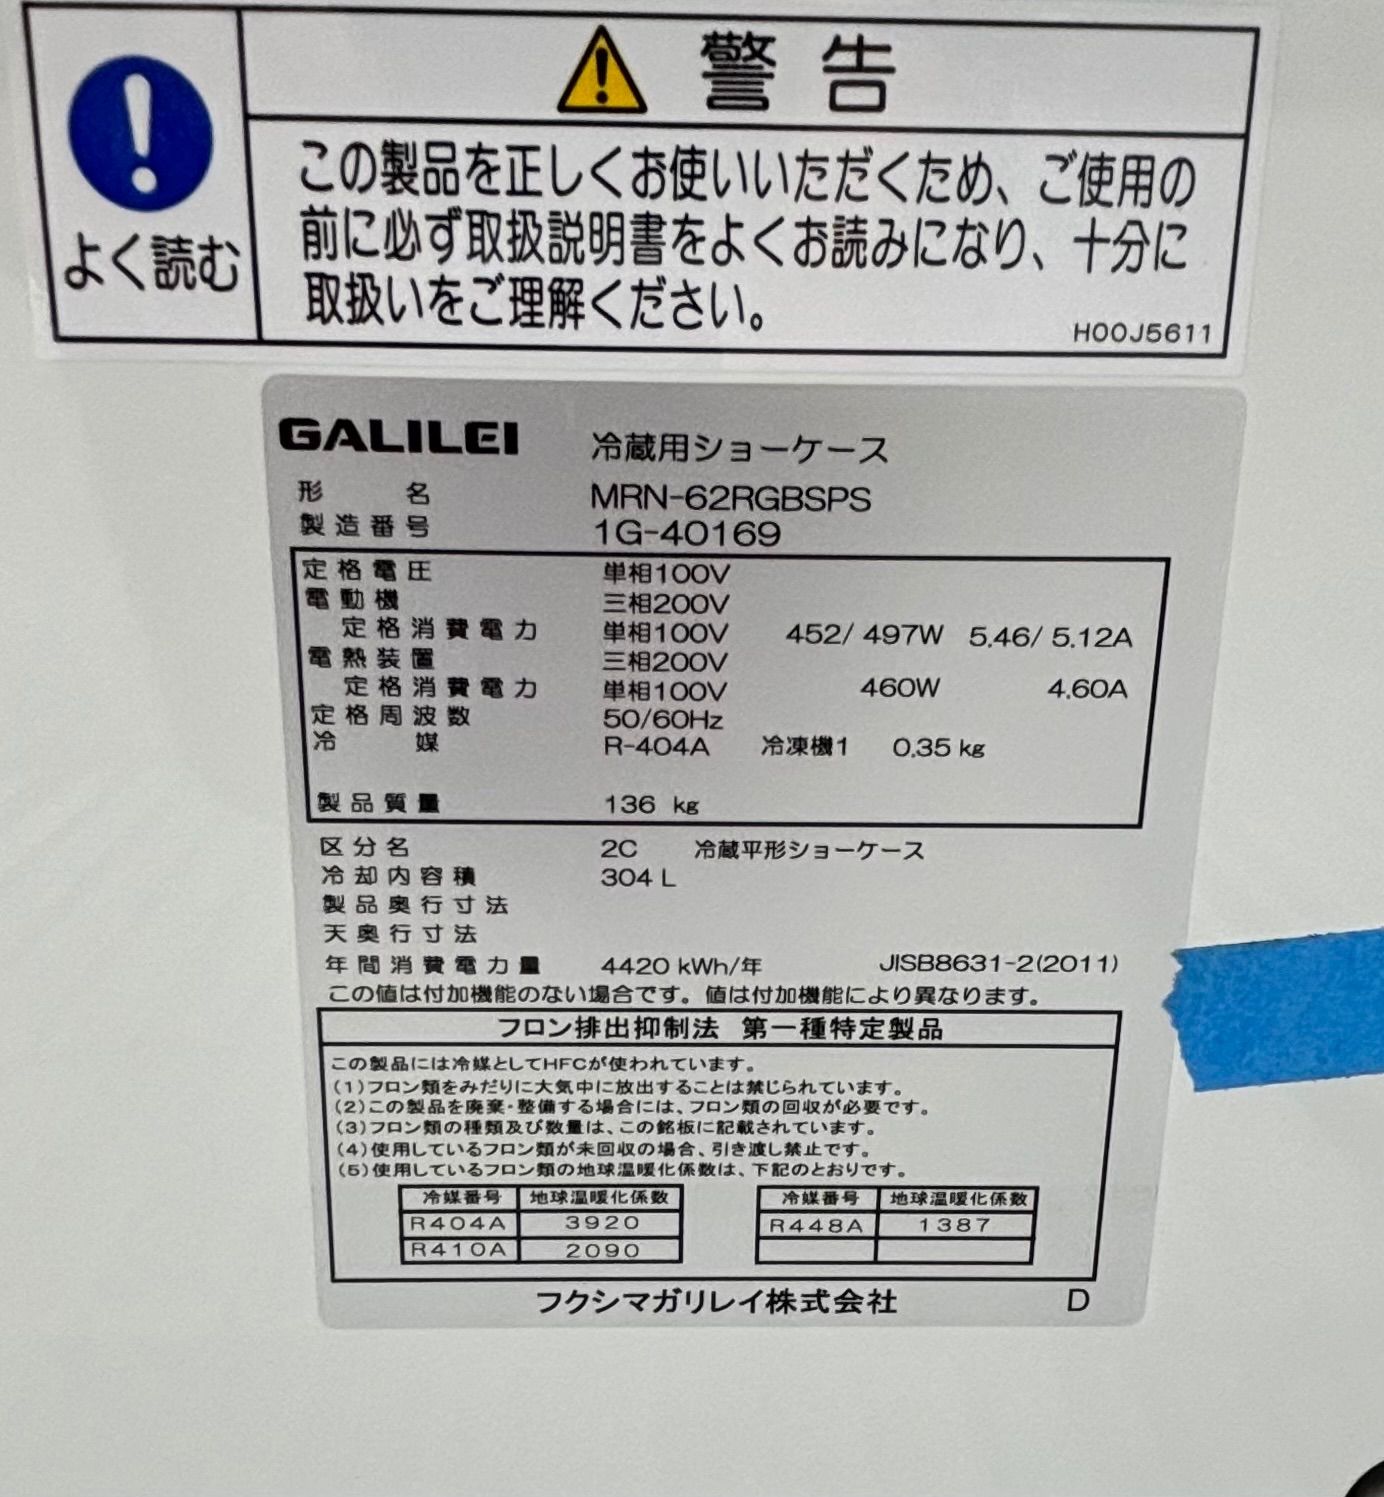 警告
よく読む
この製品を正しくお使いいただくため、ご使用の
前に必ず取扱説明書をよくお読みになり、十分に
取扱いをご理解ください。
H00J5611
GALILEI 冷蔵用ショーケース
形名 MRN-62RGBSPS
製造番号 1G-40169
定格電圧 単相100V
電動機 三相200V
定格消費電力 単相100V 452/ 497W 5.46/ 5.12A
電熱装置 三相200V
定格消費電力 単相100V 460W 4.60A
定格周波数 50/60Hz
冷媒 R-404A 冷凍機1 0.35 kg
製品質量 136 kg
区分名 2C 冷蔵平形ショーケース
冷却内容積 304 L
製品奥行寸法
天奥行寸法
年間消費電力量 4420 kWh/年 JISB8631-2(2011)
この値は付加機能のない場合です。値は付加機能により異なります。
フロン排出抑制法 第一種特定製品
この製品には冷媒としてHFCが使われています。
(1)フロン類をみだりに大気中に放出することは禁じられています。
(2)この製品を廃棄・整備する場合には、フロン類の回収が必要です。
(3)フロン類の種類及び数量は、この銘板に記載されています。
(4)使用しているフロン類が未回収の場合、引き渡し禁止です。
(5)使用しているフロン類の地球温暖化係数は、下記のとおりです。
冷媒番号 地球温暖化係数 冷媒番号 地球温暖化係数
R404A 3920 R448A 1387
R410A 2090
フクシマガリレイ株式会社 D